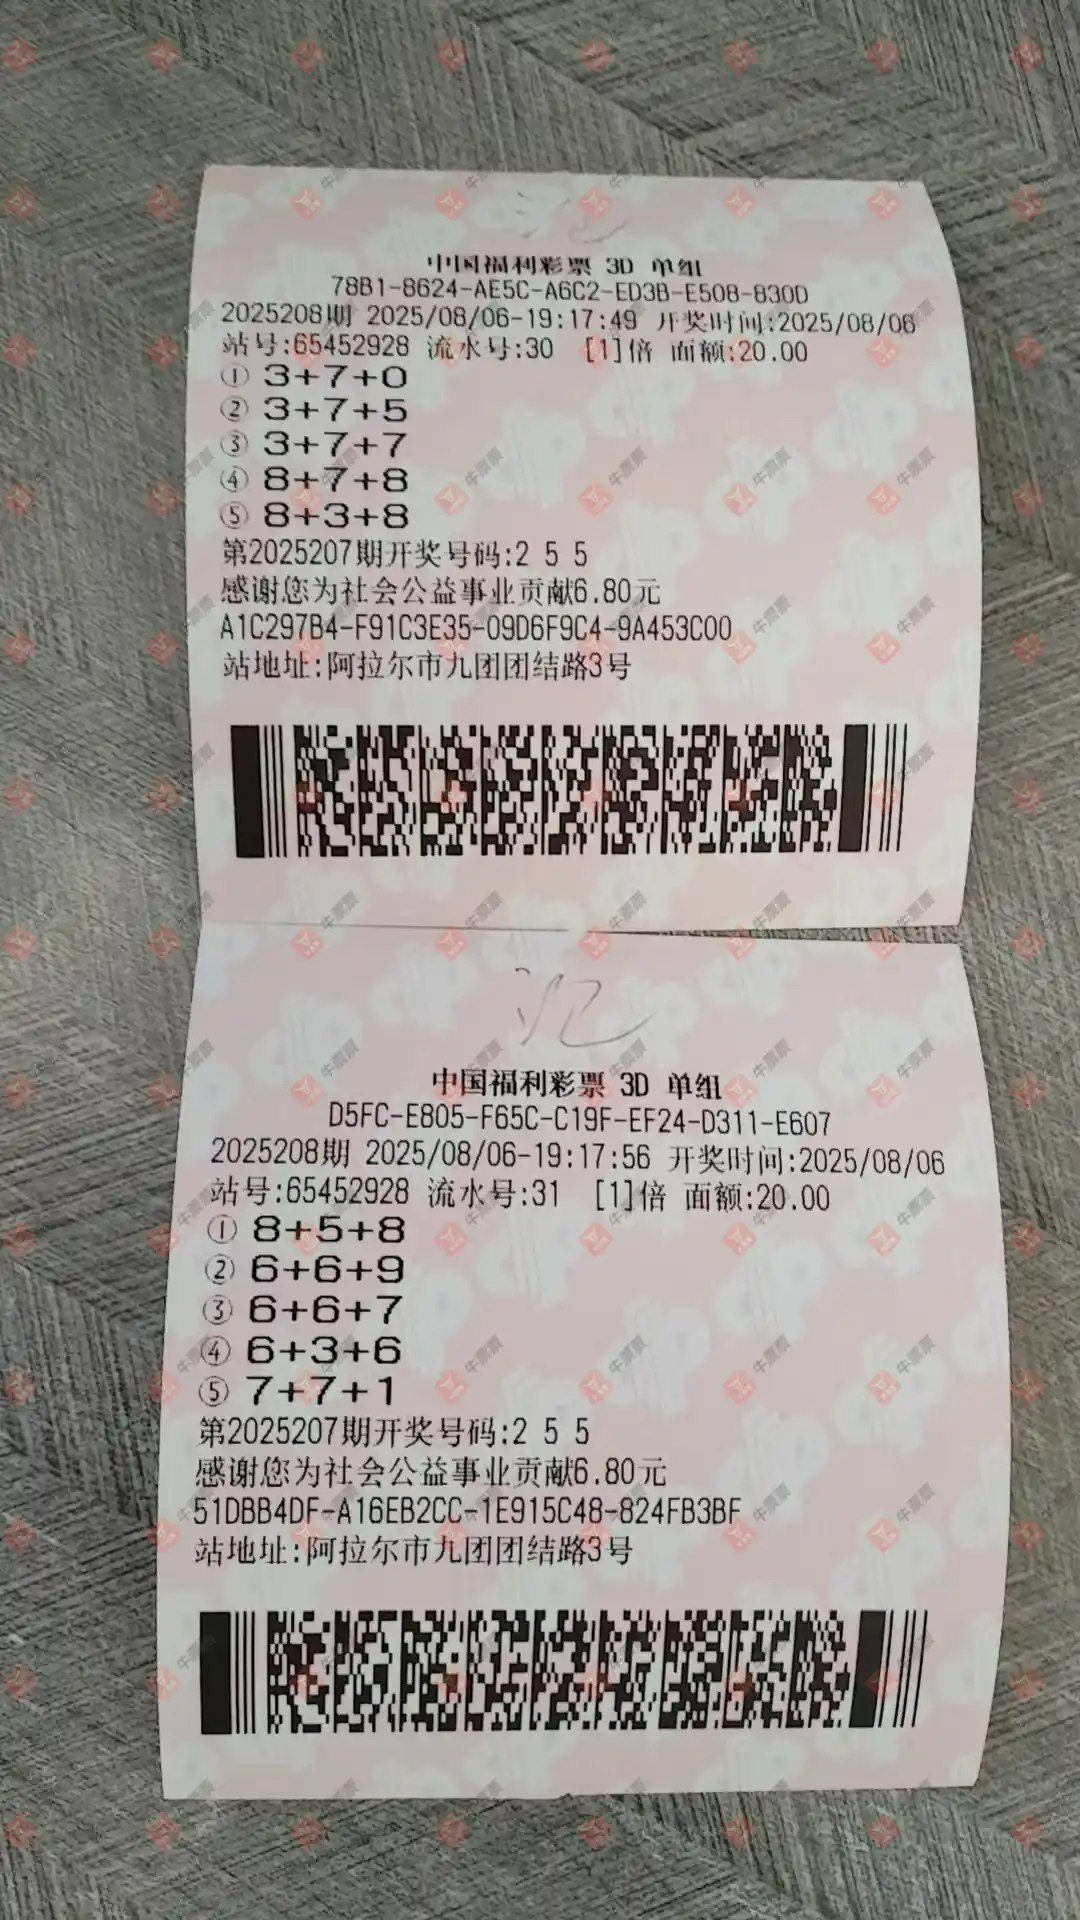 中国福利彩票 3D 单组
78B1-8624-AE5C-A6C2-ED3B-E508-830D
2025208期 2025/08/06-19:17:49 开奖时间:2025/08/06
站号:65452928 流水号:30 [1]倍 面额:20.00
① 3+7+0
② 3+7+5
③ 3+7+7
④ 8+7+8
⑤ 8+3+8
第2025207期开奖号码:2 5 5
感谢您为社会公益事业贡献6.80元
A1C297B4-F91C3E35-09D6F9C4-9A453C00
站地址:阿拉尔市九团团结路3号
中国福利彩票 3D 单组
D5FC-E805-F65C-C19F-EF24-D311-E607
2025208期 2025/08/06-19:17:56 开奖时间:2025/08/06
站号:65452928 流水号:31 [1]倍 面额:20.00
① 8+5+8
② 6+6+9
③ 6+6+7
④ 6+3+6
⑤ 7+7+1
第2025207期开奖号码:2 5 5
感谢您为社会公益事业贡献6.80元
51DBB4DF-A16EB2CC-1E915C48-824FB3BF
站地址:阿拉尔市九团团结路3号
牛票票